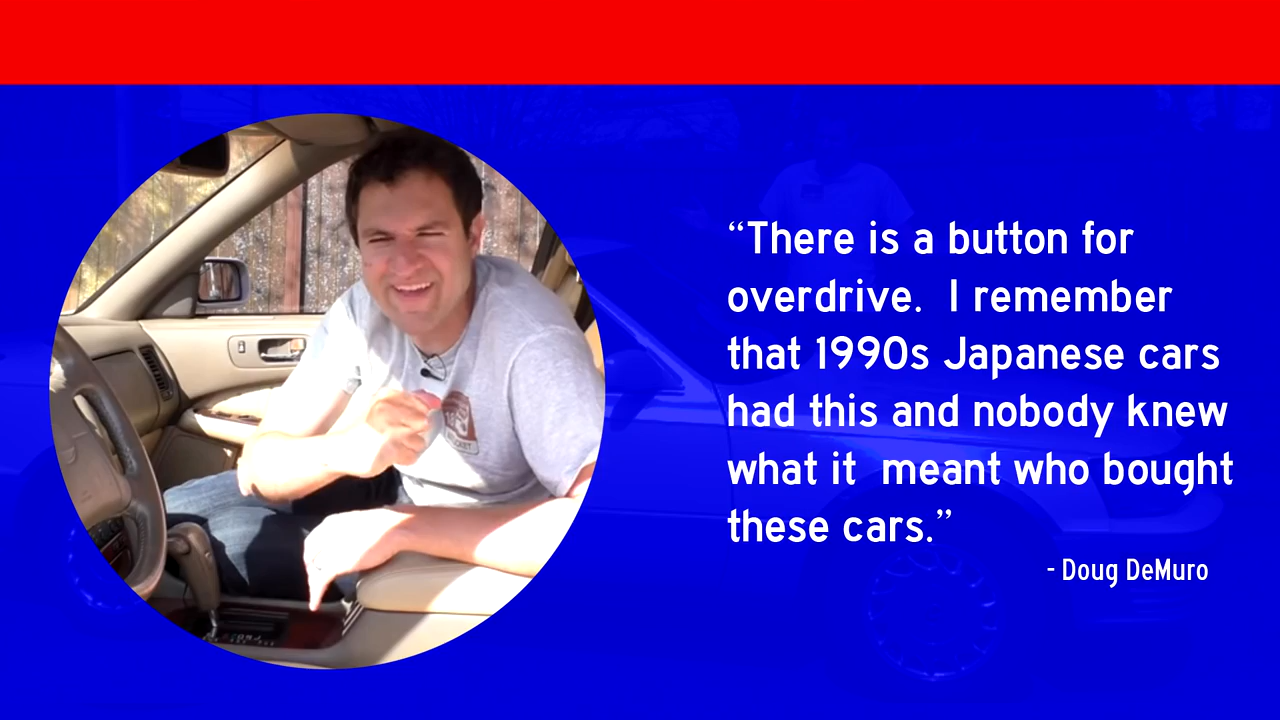 “There is a button for
overdrive.  I remember
that 1990s Japanese cars
had this and nobody knew
what it  meant who bought
these cars.”
- Doug DeMuro